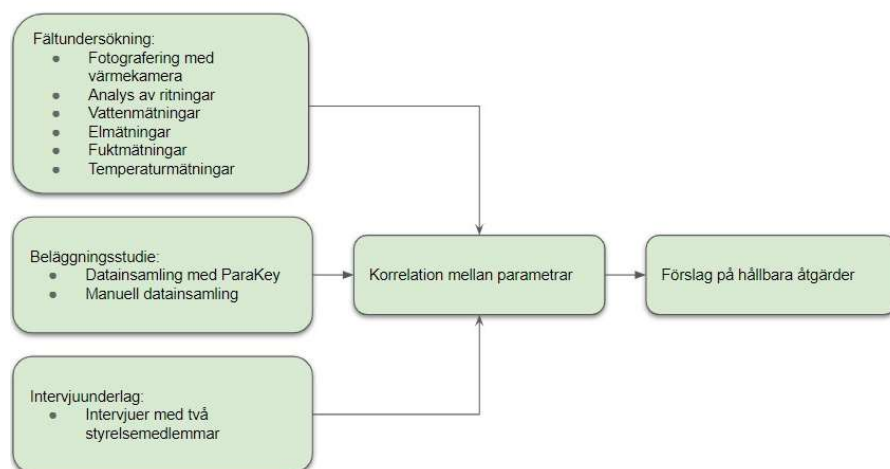 Fältundersökning:
● Fotografering med
värmekamera
● Analys av ritningar
● Vattenmätningar
● Elmätningar
● Fuktmätningar
● Temperaturmätningar
Beläggningsstudie:
● Datainsamling med ParaKey
● Manuell datainsamling
Intervjuunderlag:
● Intervjuer med två
styrelsemedlemmar
Korrelation mellan parametrar
Förslag på hållbara åtgärder